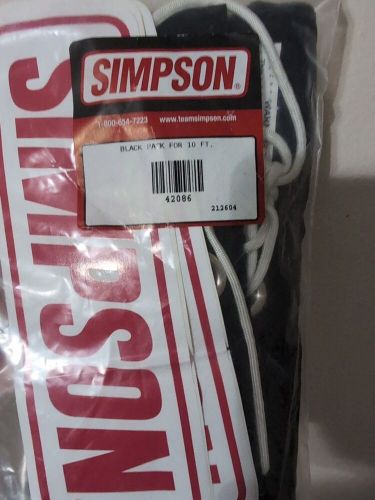 SIMPSON
1-800-654-7223 www.teamsimpson.com
BLACK PACK FOR 10 FT.
42086
212604
SIMPSON
SIMPSON